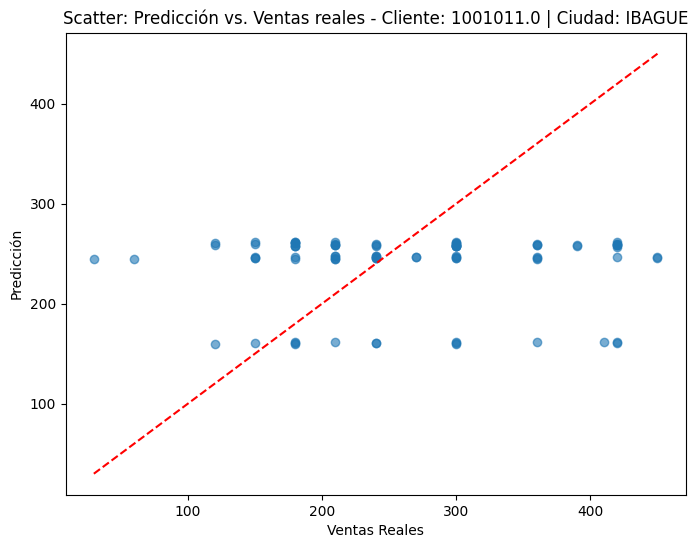 Scatter: Predicción vs. Ventas reales - Cliente: 1001011.0 | Ciudad: IBAGUE
400
300
200
100
Predicción
100
200
300
400
Ventas Reales